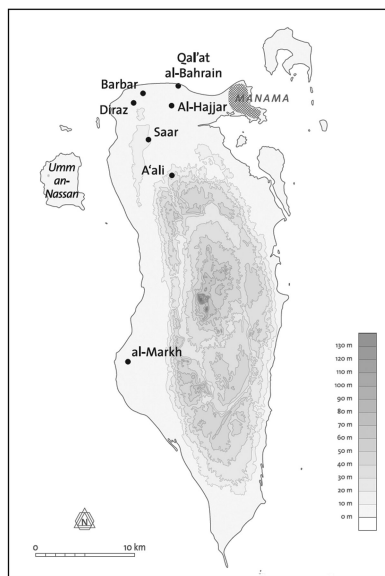 Qal'at
al-Bahrain
MANAMA
Barbar
Diraz
Al-Hajjar
Saar
Umm
an-
Nassan
A'ali
al-Markh
130 m
120 m
110 m
100 m
90 m
80 m
70 m
60 m
50 m
40 m
30 m
20 m
10 m
0 m
N
0 10 km